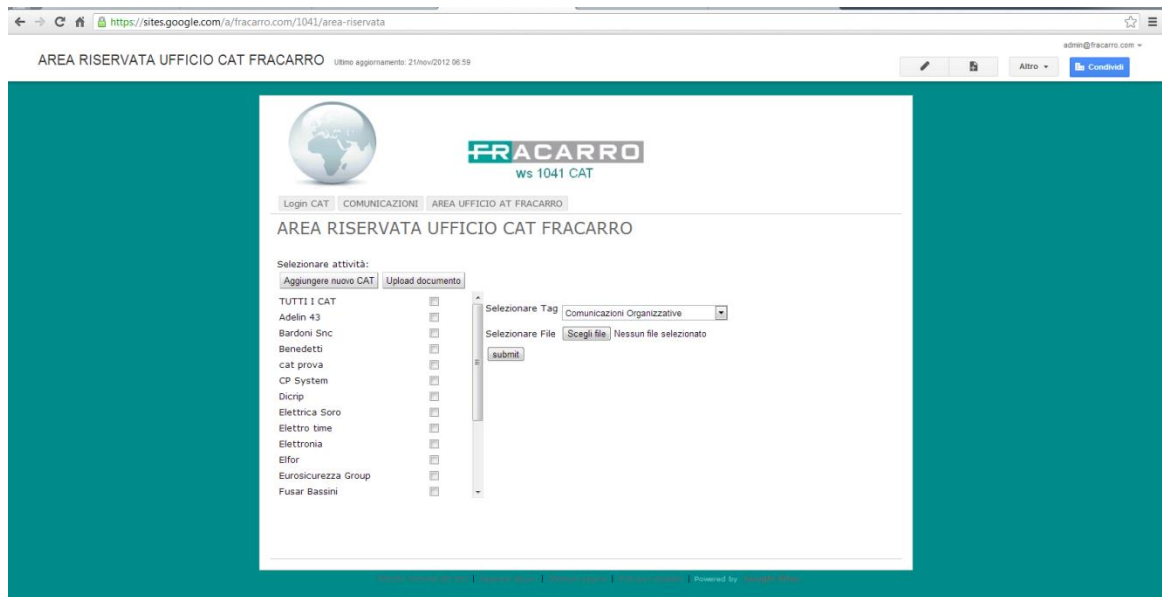 https://sites.google.com/a/fracarro.com/1041/area-riservata
admin@fracarro.com
AREA RISERVATA UFFICIO CAT FRACARRO Ultimo aggiornamento: 21/nov/2012 06:59
Altro
Condividi
FRACARRO
ws 1041 CAT
Login CAT COMUNICAZIONI AREA UFFICIO AT FRACARRO
AREA RISERVATA UFFICIO CAT FRACARRO
Selezionare attività:
Aggiungere nuovo CAT Upload documento
TUTTI I CAT
Adelin 43
Bardoni Snc
Benedetti
cat prova
CP System
Dicrip
Elettrica Soro
Elettro time
Elettronia
Elfor
Eurosicurezza Group
Fusar Bassini
Selezionare Tag Comunicazioni Organizzative
Selezionare File Scegli file Nessun file selezionato
submit
Powered by